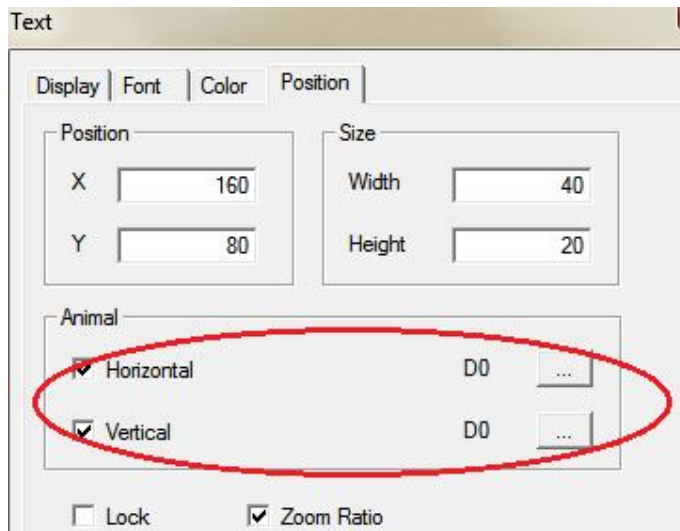 Text
Display Font Color Position
Position Size
X 160 Width 40
Y 80 Height 20
Animal
Horizontal D0 ...
Vertical D0 ...
Lock Zoom Ratio